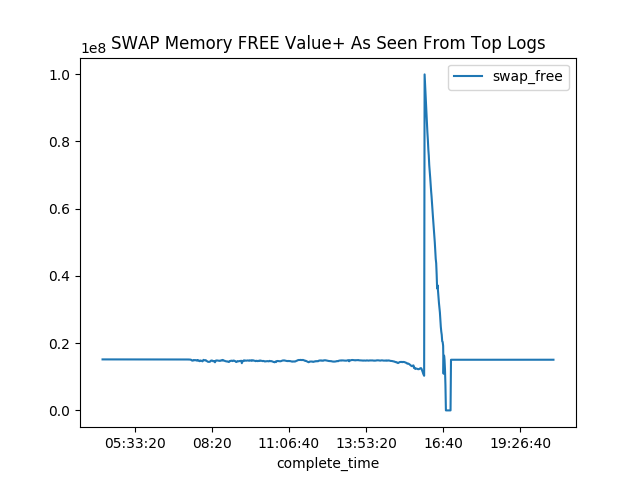 SWAP Memory FREE Value+ As Seen From Top Logs
1e8
swap_free
1.0
0.8
0.6
0.4
0.2
0.0
05:33:20 08:20 11:06:40 13:53:20 16:40 19:26:40
complete_time